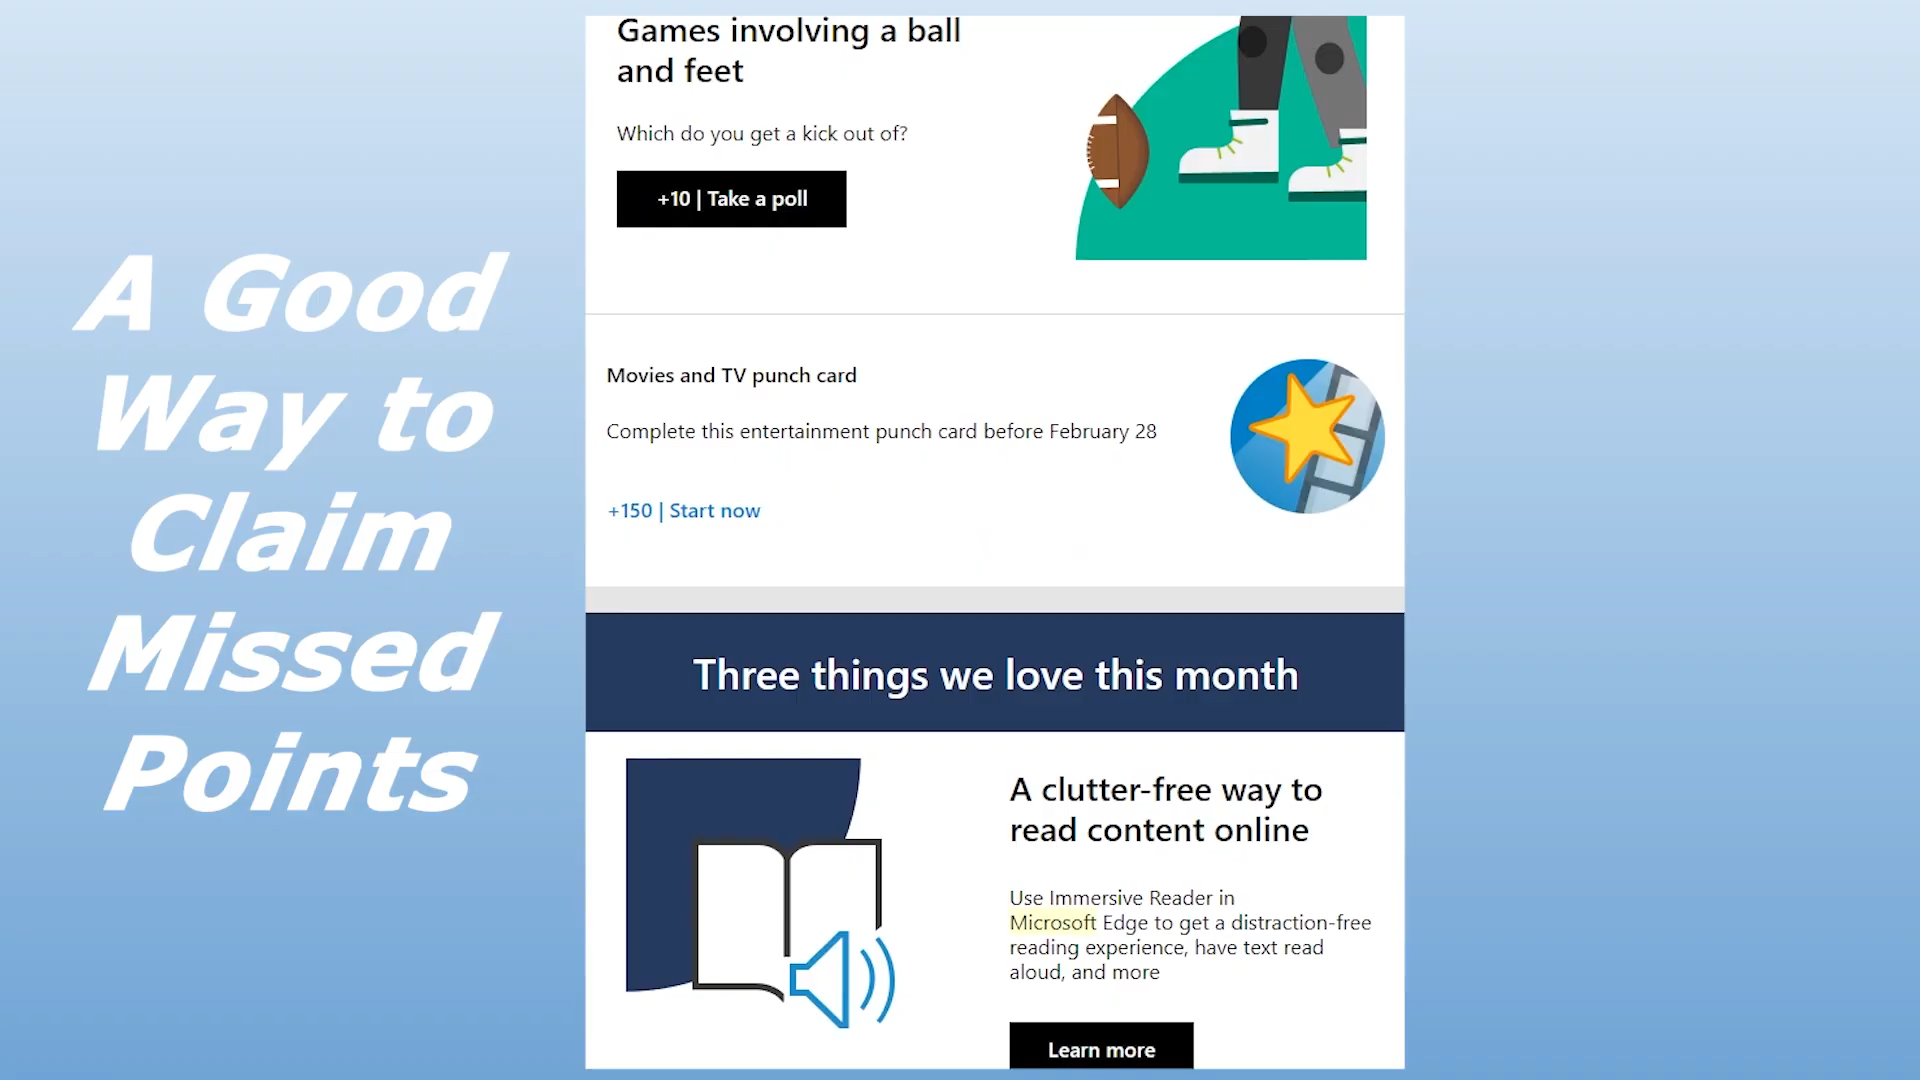 A Good
Way to
Claim
Missed
Points
Games involving a ball
and feet
Which do you get a kick out of?
+10 | Take a poll
Movies and TV punch card
Complete this entertainment punch card before February 28
+150 | Start now
Three things we love this month
A clutter-free way to
read content online
Use Immersive Reader in
Microsoft Edge to get a distraction-free
reading experience, have text read
aloud, and more
Learn more